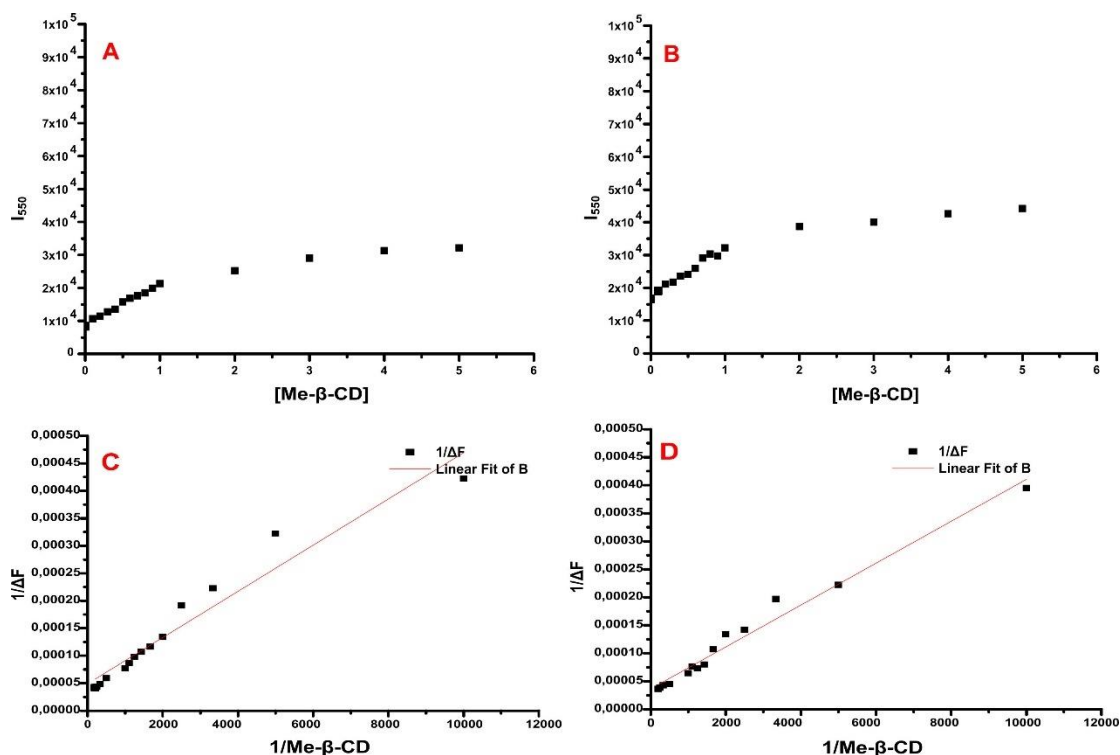 A
1x10 5
9x10 4
8x10 4
7x10 4
6x10 4
5x10 4
4x10 4
3x10 4
2x10 4
1x10 4
0
I550
0 1 2 3 4 5 6
[Me-β-CD]
B
1x10 5
9x10 4
8x10 4
7x10 4
6x10 4
5x10 4
4x10 4
3x10 4
2x10 4
1x10 4
0
I550
0 1 2 3 4 5 6
[Me-β-CD]
C
0,00050
0,00045
0,00040
0,00035
0,00030
0,00025
0,00020
0,00015
0,00010
0,00005
0,00000
1/ΔF
1/ΔF
Linear Fit of B
0 2000 4000 6000 8000 10000 12000
1/Me-β-CD
D
0,00050
0,00045
0,00040
0,00035
0,00030
0,00025
0,00020
0,00015
0,00010
0,00005
0,00000
1/ΔF
1/ΔF
Linear Fit of B
0 2000 4000 6000 8000 10000 12000
1/Me-β-CD